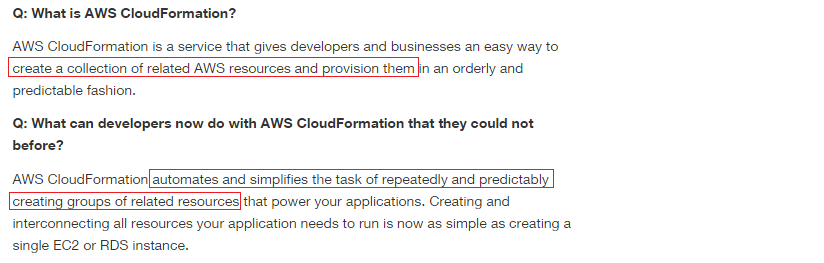 Q: What is AWS CloudFormation?
AWS CloudFormation is a service that gives developers and businesses an easy way to
create a collection of related AWS resources and provision them in an orderly and
predictable fashion.
Q: What can developers now do with AWS CloudFormation that they could not
before?
AWS CloudFormation automates and simplifies the task of repeatedly and predictably
creating groups of related resources that power your applications. Creating and
interconnecting all resources your application needs to run is now as simple as creating a
single EC2 or RDS instance.